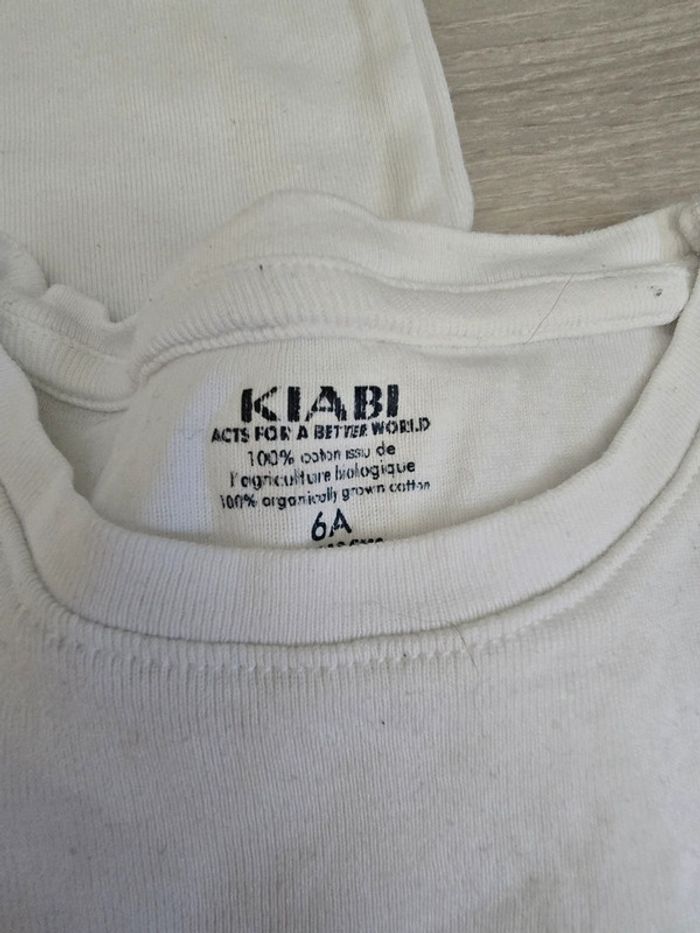 KIABI
ACTS FOR A BETTER WORLD
100% coton issu de
l'agriculture biologique
100% organically grown cotton
6A